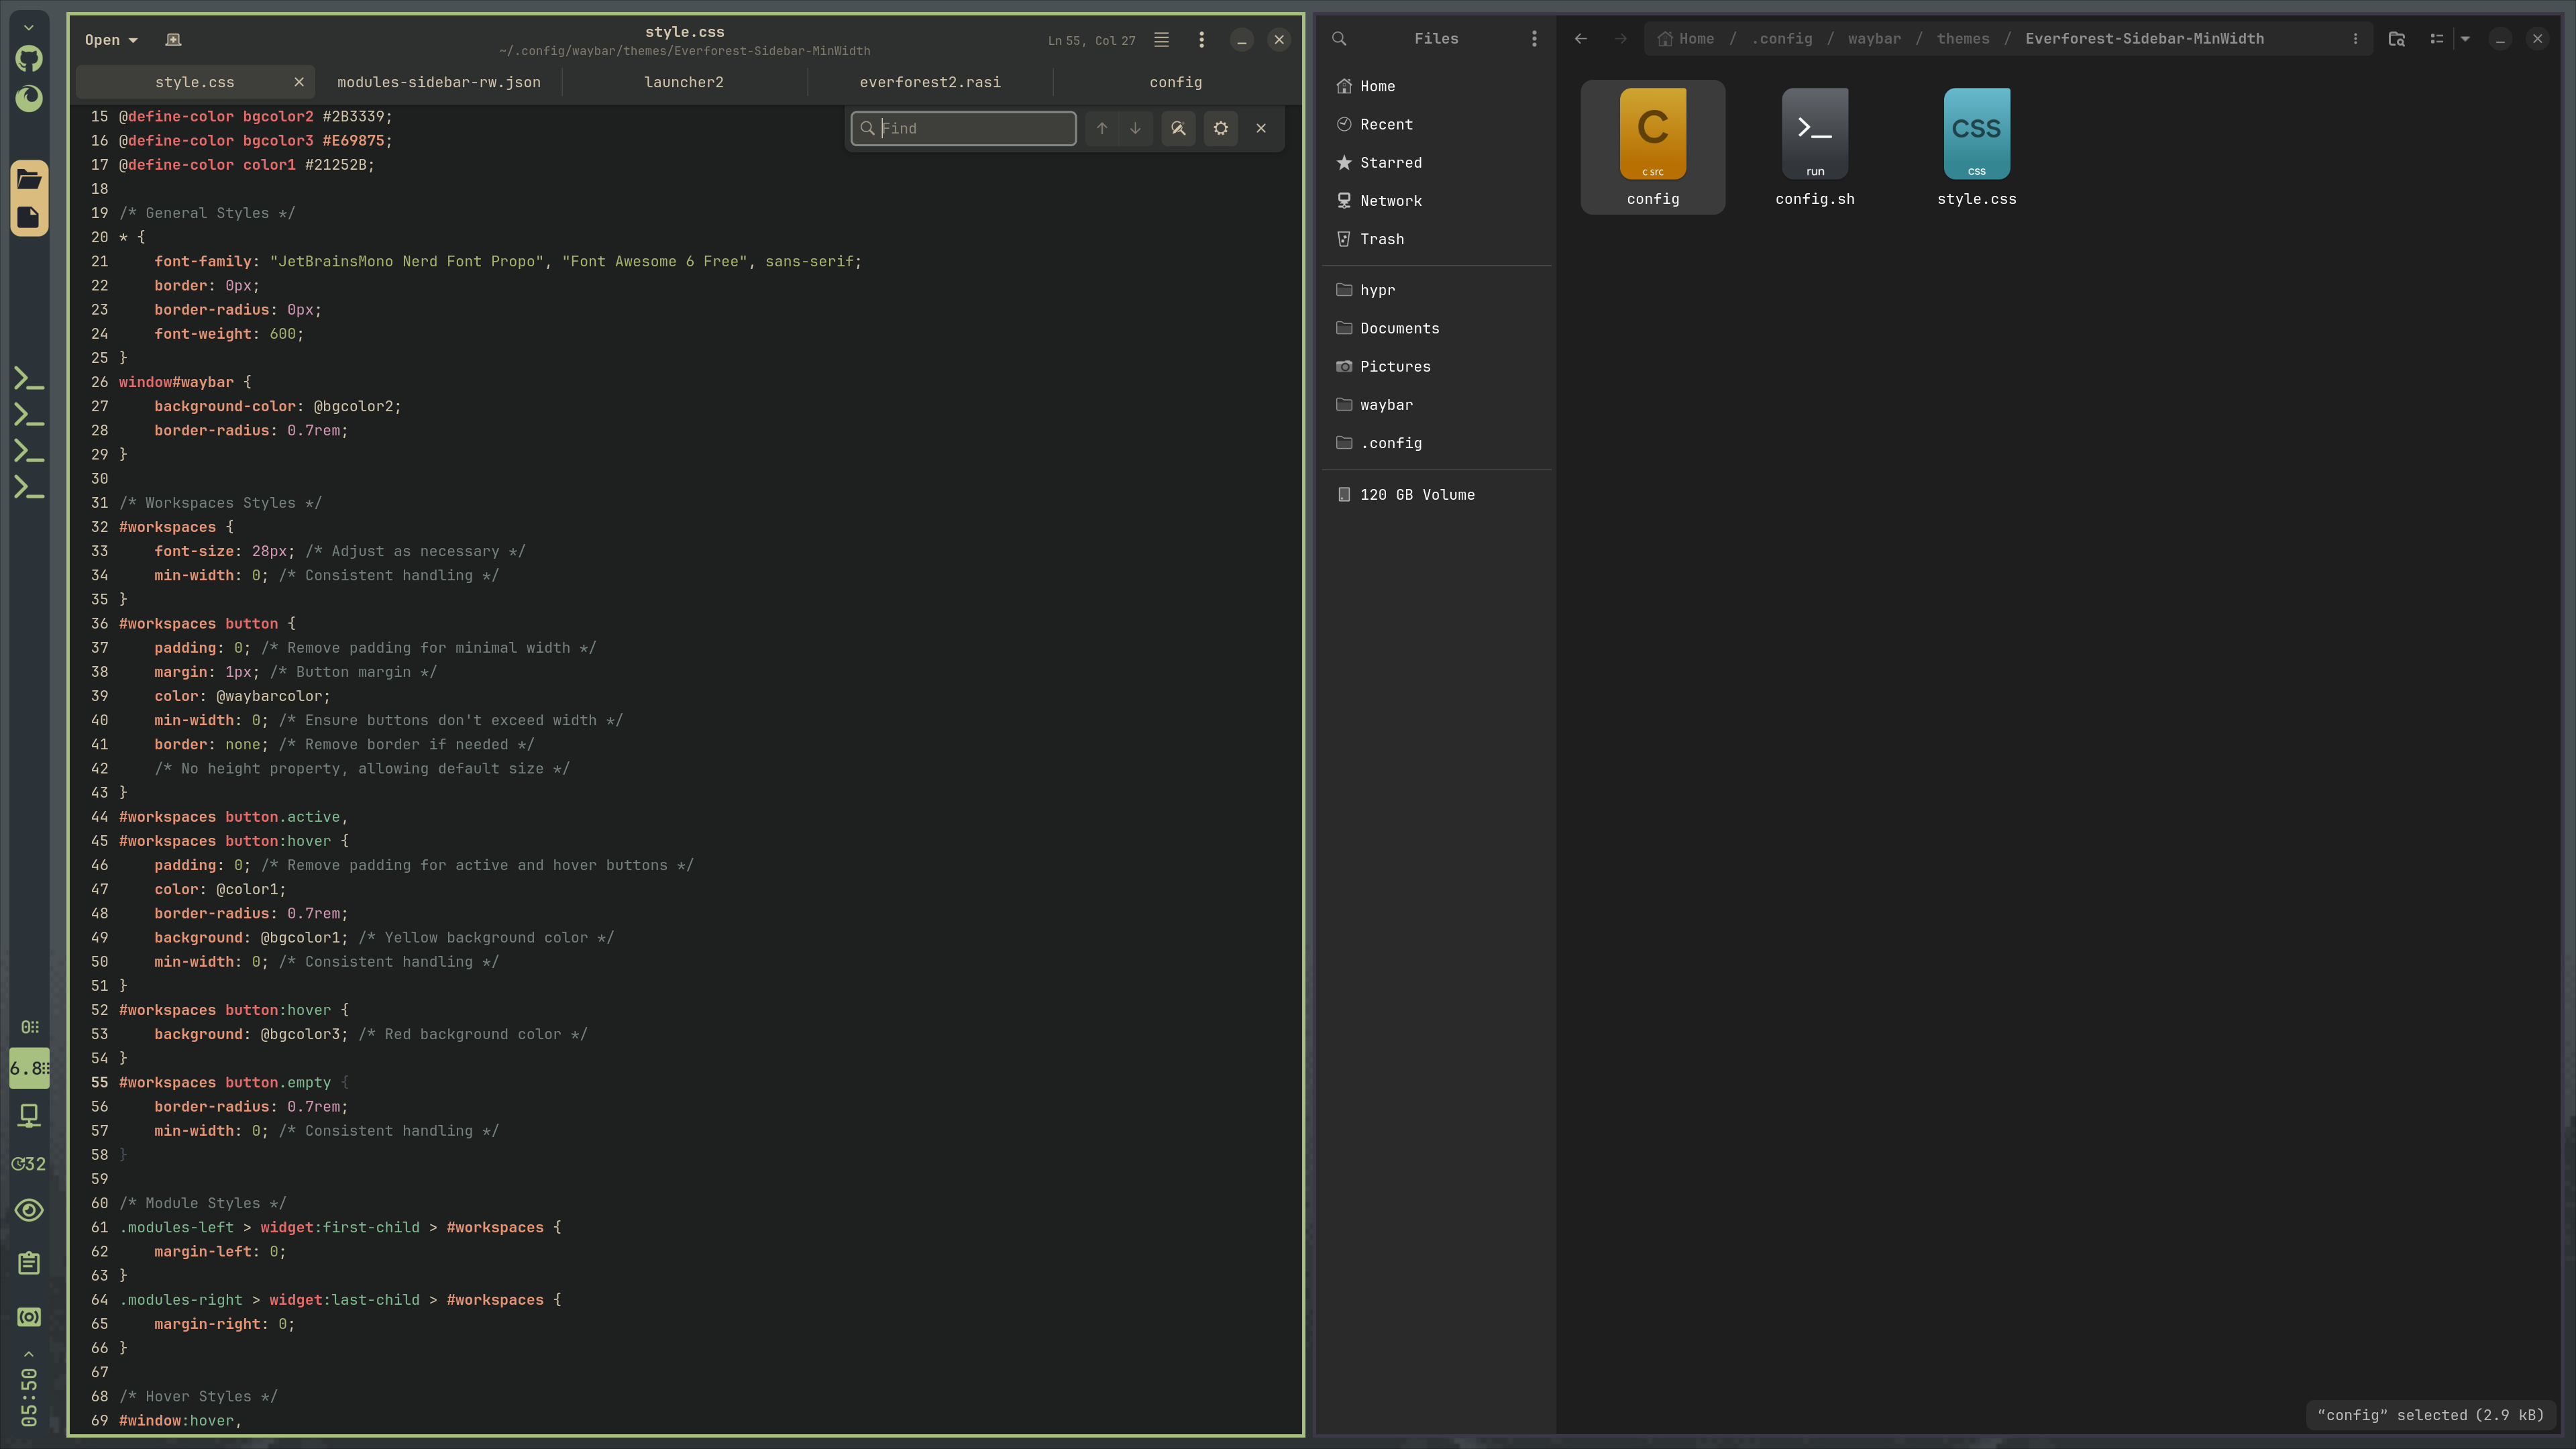 0
6.8
32
05:50
Open
style.css
~/.config/waybar/themes/Everforest-Sidebar-MinWidth
Ln 55, Col 27
style.css
modules-sidebar-rw.json
launcher2
everforest2.rasi
config
Find
15 @define-color bgcolor2 #2B3339;
16 @define-color bgcolor3 #E69875;
17 @define-color color1 #21252B;
18
19 /* General Styles */
20 * {
21     font-family: "JetBrainsMono Nerd Font Propo", "Font Awesome 6 Free", sans-serif;
22     border: 0px;
23     border-radius: 0px;
24     font-weight: 600;
25 }
26 window#waybar {
27     background-color: @bgcolor2;
28     border-radius: 0.7rem;
29 }
30
31 /* Workspaces Styles */
32 #workspaces {
33     font-size: 28px; /* Adjust as necessary */
34     min-width: 0; /* Consistent handling */
35 }
36 #workspaces button {
37     padding: 0; /* Remove padding for minimal width */
38     margin: 1px; /* Button margin */
39     color: @waybarcolor;
40     min-width: 0; /* Ensure buttons don't exceed width */
41     border: none; /* Remove border if needed */
42     /* No height property, allowing default size */
43 }
44 #workspaces button.active,
45 #workspaces button:hover {
46     padding: 0; /* Remove padding for active and hover buttons */
47     color: @color1;
48     border-radius: 0.7rem;
49     background: @bgcolor1; /* Yellow background color */
50     min-width: 0; /* Consistent handling */
51 }
52 #workspaces button:hover {
53     background: @bgcolor3; /* Red background color */
54 }
55 #workspaces button.empty {
56     border-radius: 0.7rem;
57     min-width: 0; /* Consistent handling */
58 }
59
60 /* Module Styles */
61 .modules-left > widget:first-child > #workspaces {
62     margin-left: 0;
63 }
64 .modules-right > widget:last-child > #workspaces {
65     margin-right: 0;
66 }
67
68 /* Hover Styles */
69 #window:hover,
Files
Home
Recent
Starred
Network
Trash
hypr
Documents
Pictures
waybar
.config
120 GB Volume
Home / .config / waybar / themes / Everforest-Sidebar-MinWidth
C
c src
config
>_
run
config.sh
CSS
css
style.css
“config” selected (2.9 kB)